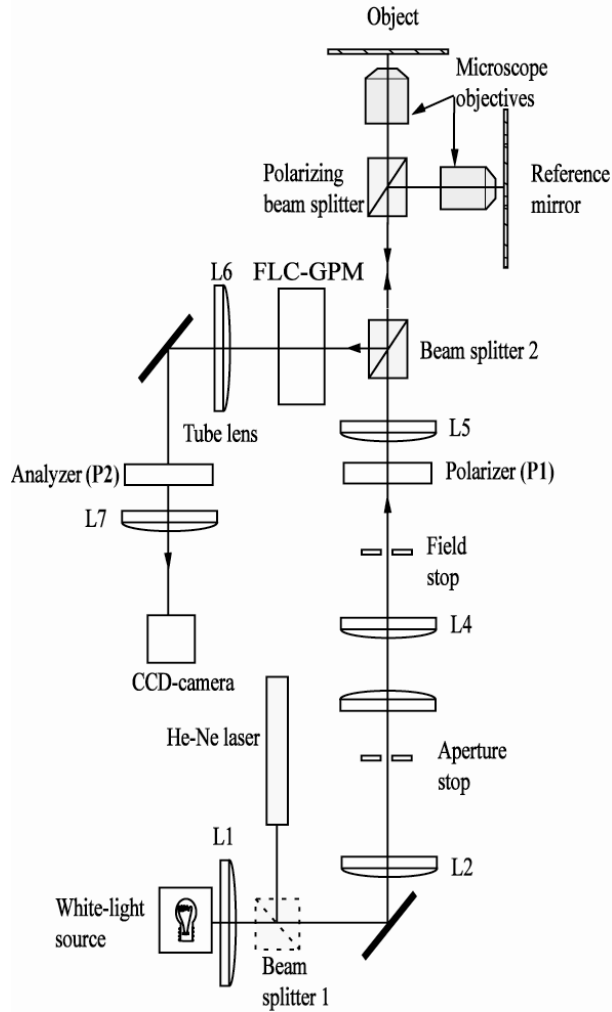 Object
Microscope
objectives
Polarizing
beam splitter
Reference
mirror
L6
FLC-GPM
Beam splitter 2
Tube lens
L5
Analyzer (P2)
Polarizer (P1)
L7
Field
stop
L4
CCD-camera
He-Ne laser
Aperture
stop
L1
L2
White-light
source
Beam
splitter 1